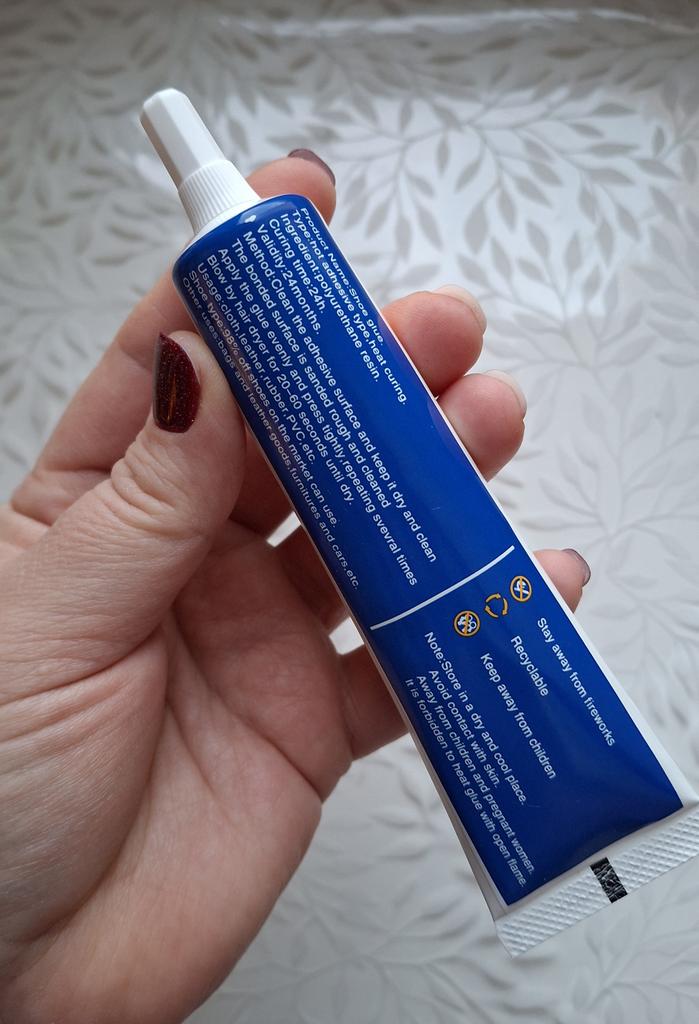 Product Name:Shoe glue.
Type:hot adhesive type,heat curing.
Ingredient:polyurethane resin.
Curing time:24h.
Validity:24months.
Method:Clean the adhesive surface and keep it dry and clean
The bonded surface is sanded rough and cleaned
Apply the glue evenly and press tightly repeating svevral times
Blow by hair dryer for 20-60 seconds until dry.
Usage:cloth,leather,rubber,PVC,etc.
Shoe type:98% off shoes on the market can use.
Other uses:bags and leather goods,furnitures and cars,etc.
Stay away from fireworks
Recyclable
Keep away from children
Note:Store in a dry and cool place.
Avoid contact with skin.
Away from children and pregnant women.
It is forbidden to heat glue with open flame.